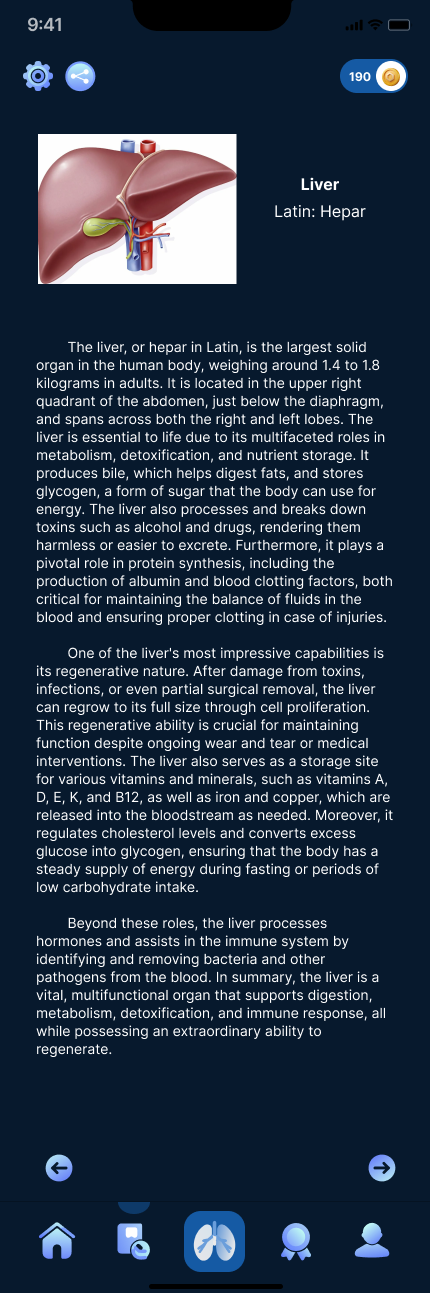 9:41
190
Liver
Latin: Hepar
The liver, or hepar in Latin, is the largest solid
organ in the human body, weighing around 1.4 to 1.8
kilograms in adults. It is located in the upper right
quadrant of the abdomen, just below the diaphragm,
and spans across both the right and left lobes. The
liver is essential to life due to its multifaceted roles in
metabolism, detoxification, and nutrient storage. It
produces bile, which helps digest fats, and stores
glycogen, a form of sugar that the body can use for
energy. The liver also processes and breaks down
toxins such as alcohol and drugs, rendering them
harmless or easier to excrete. Furthermore, it plays a
pivotal role in protein synthesis, including the
production of albumin and blood clotting factors, both
critical for maintaining the balance of fluids in the
blood and ensuring proper clotting in case of injuries.
One of the liver's most impressive capabilities is
its regenerative nature. After damage from toxins,
infections, or even partial surgical removal, the liver
can regrow to its full size through cell proliferation.
This regenerative ability is crucial for maintaining
function despite ongoing wear and tear or medical
interventions. The liver also serves as a storage site
for various vitamins and minerals, such as vitamins A,
D, E, K, and B12, as well as iron and copper, which are
released into the bloodstream as needed. Moreover, it
regulates cholesterol levels and converts excess
glucose into glycogen, ensuring that the body has a
steady supply of energy during fasting or periods of
low carbohydrate intake.
Beyond these roles, the liver processes
hormones and assists in the immune system by
identifying and removing bacteria and other
pathogens from the blood. In summary, the liver is a
vital, multifunctional organ that supports digestion,
metabolism, detoxification, and immune response, all
while possessing an extraordinary ability to
regenerate.